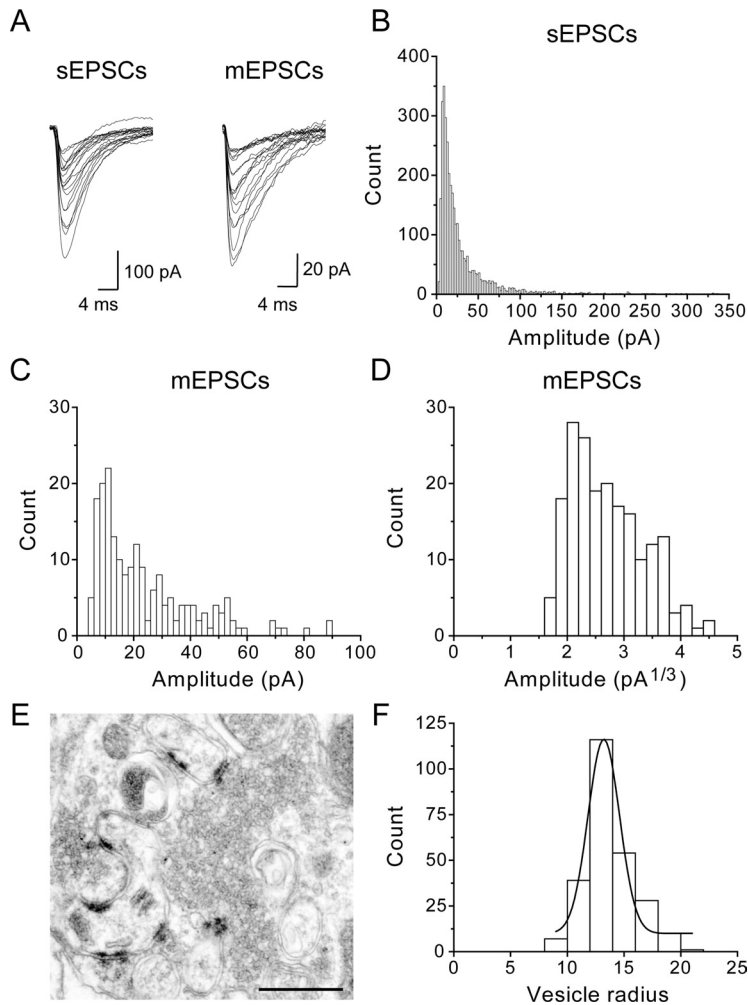 A
sEPSCs
mEPSCs
100 pA
4 ms
20 pA
4 ms
B
sEPSCs
Count
400
300
200
100
0
0 50 100 150 200 250 300 350
Amplitude (pA)
C
mEPSCs
Count
30
20
10
0
0 20 40 60 80 100
Amplitude (pA)
D
mEPSCs
Count
30
20
10
0
0 1 2 3 4 5
Amplitude (pA1/3)
E
F
Count
125
100
75
50
25
0
0 5 10 15 20 25
Vesicle radius